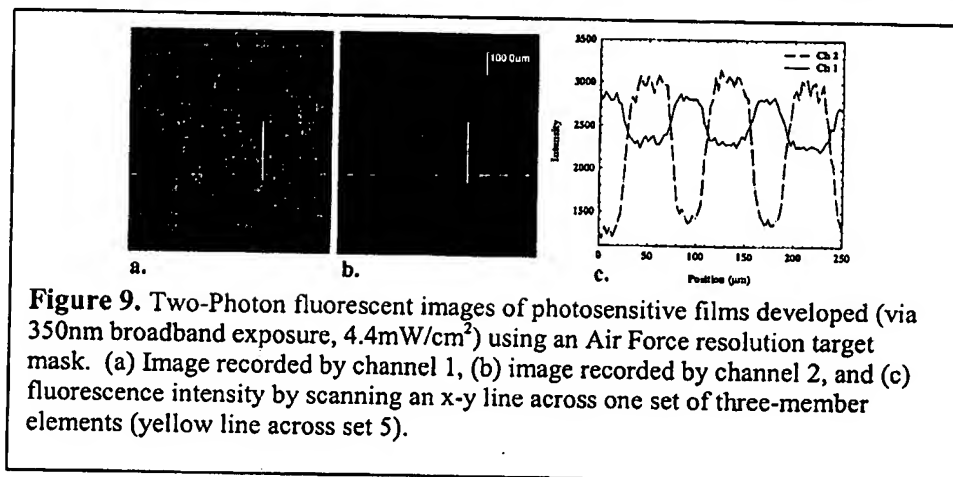 100.0um
3500
3000
2500
2000
1500
Intensity
Ch 2
Ch 1
0 50 100 150 200 250
Position (μm)
a.
b.
c.
Figure 9. Two-Photon fluorescent images of photosensitive films developed (via
350nm broadband exposure, 4.4mW/cm²) using an Air Force resolution target
mask. (a) Image recorded by channel 1, (b) image recorded by channel 2, and (c)
fluorescence intensity by scanning an x-y line across one set of three-member
elements (yellow line across set 5).